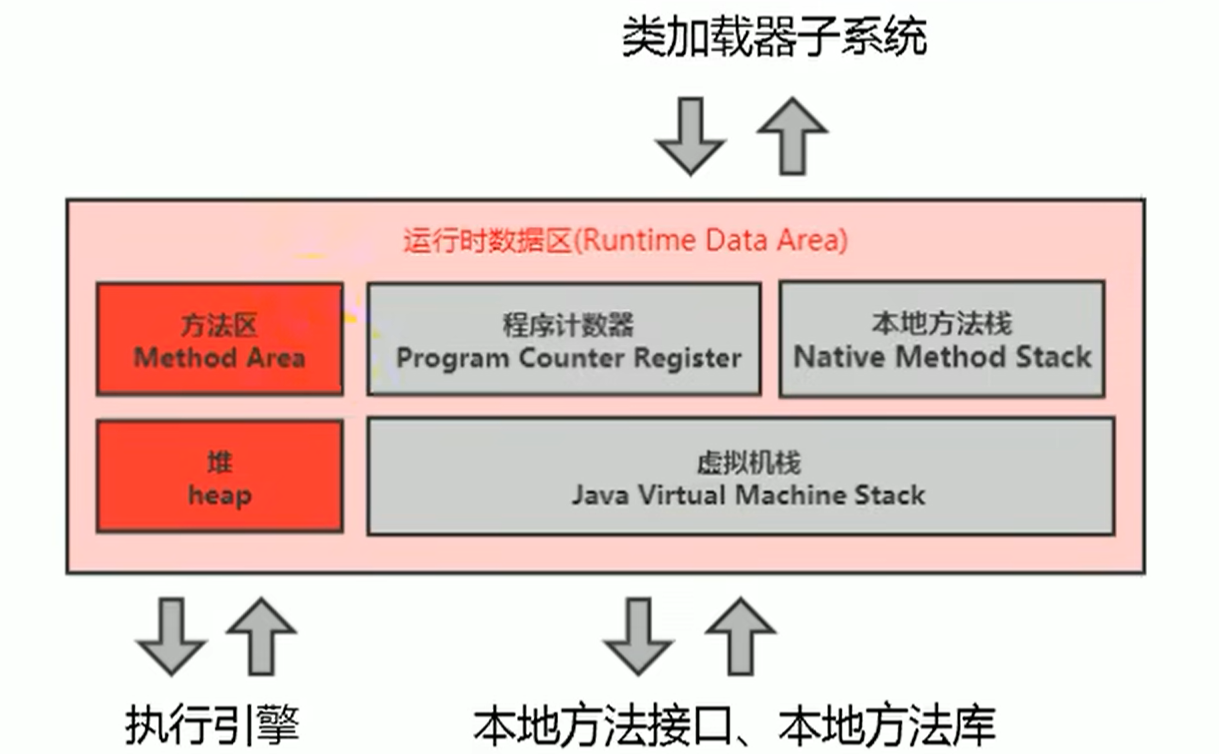 类加载器子系统
运行时数据区(Runtime Data Area)
方法区
Method Area
程序计数器
Program Counter Register
本地方法栈
Native Method Stack
堆
heap
虚拟机栈
Java Virtual Machine Stack
执行引擎
本地方法接口、本地方法库